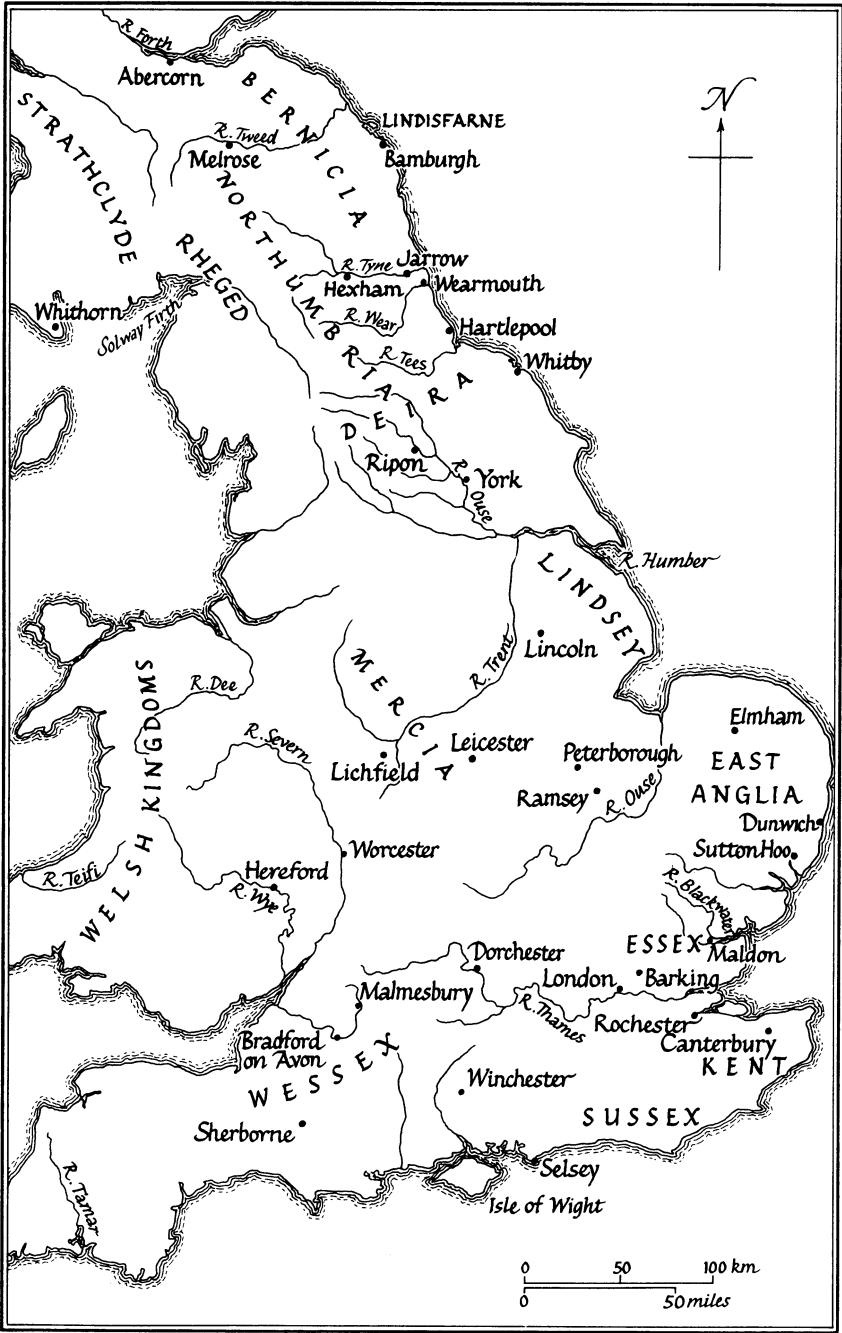 R. Forth
Abercorn
BERNICIA
STRATHCLYDE
LINDISFARNE
R. Tweed
Melrose
Bamburgh
N
NORTHUMBRIA
RHEGED
R. Tyne
Jarrow
Hexham
Wearmouth
Whithorn
Solway Firth
R. Wear
Hartlepool
R. Tees
Whitby
DEIRA
Ripon
R. Ouse
York
R. Humber
LINDSEY
Lincoln
R. Trent
MERCIA
R. Dee
WELSH KINGDOMS
R. Severn
Lichfield
Leicester
Peterborough
Ramsey
R. Ouse
Elmham
EAST
ANGLIA
Dunwich
Sutton Hoo
Worcester
Hereford
R. Wye
R. Teifi
R. Blackwater
ESSEX
Maldon
Dorchester
London
Barking
Malmesbury
R. Thames
Rochester
Canterbury
KENT
Bradford
on Avon
WESSEX
Winchester
SUSSEX
Sherborne
Selsey
Isle of Wight
R. Tamar
0 50 100 km
0 50 miles